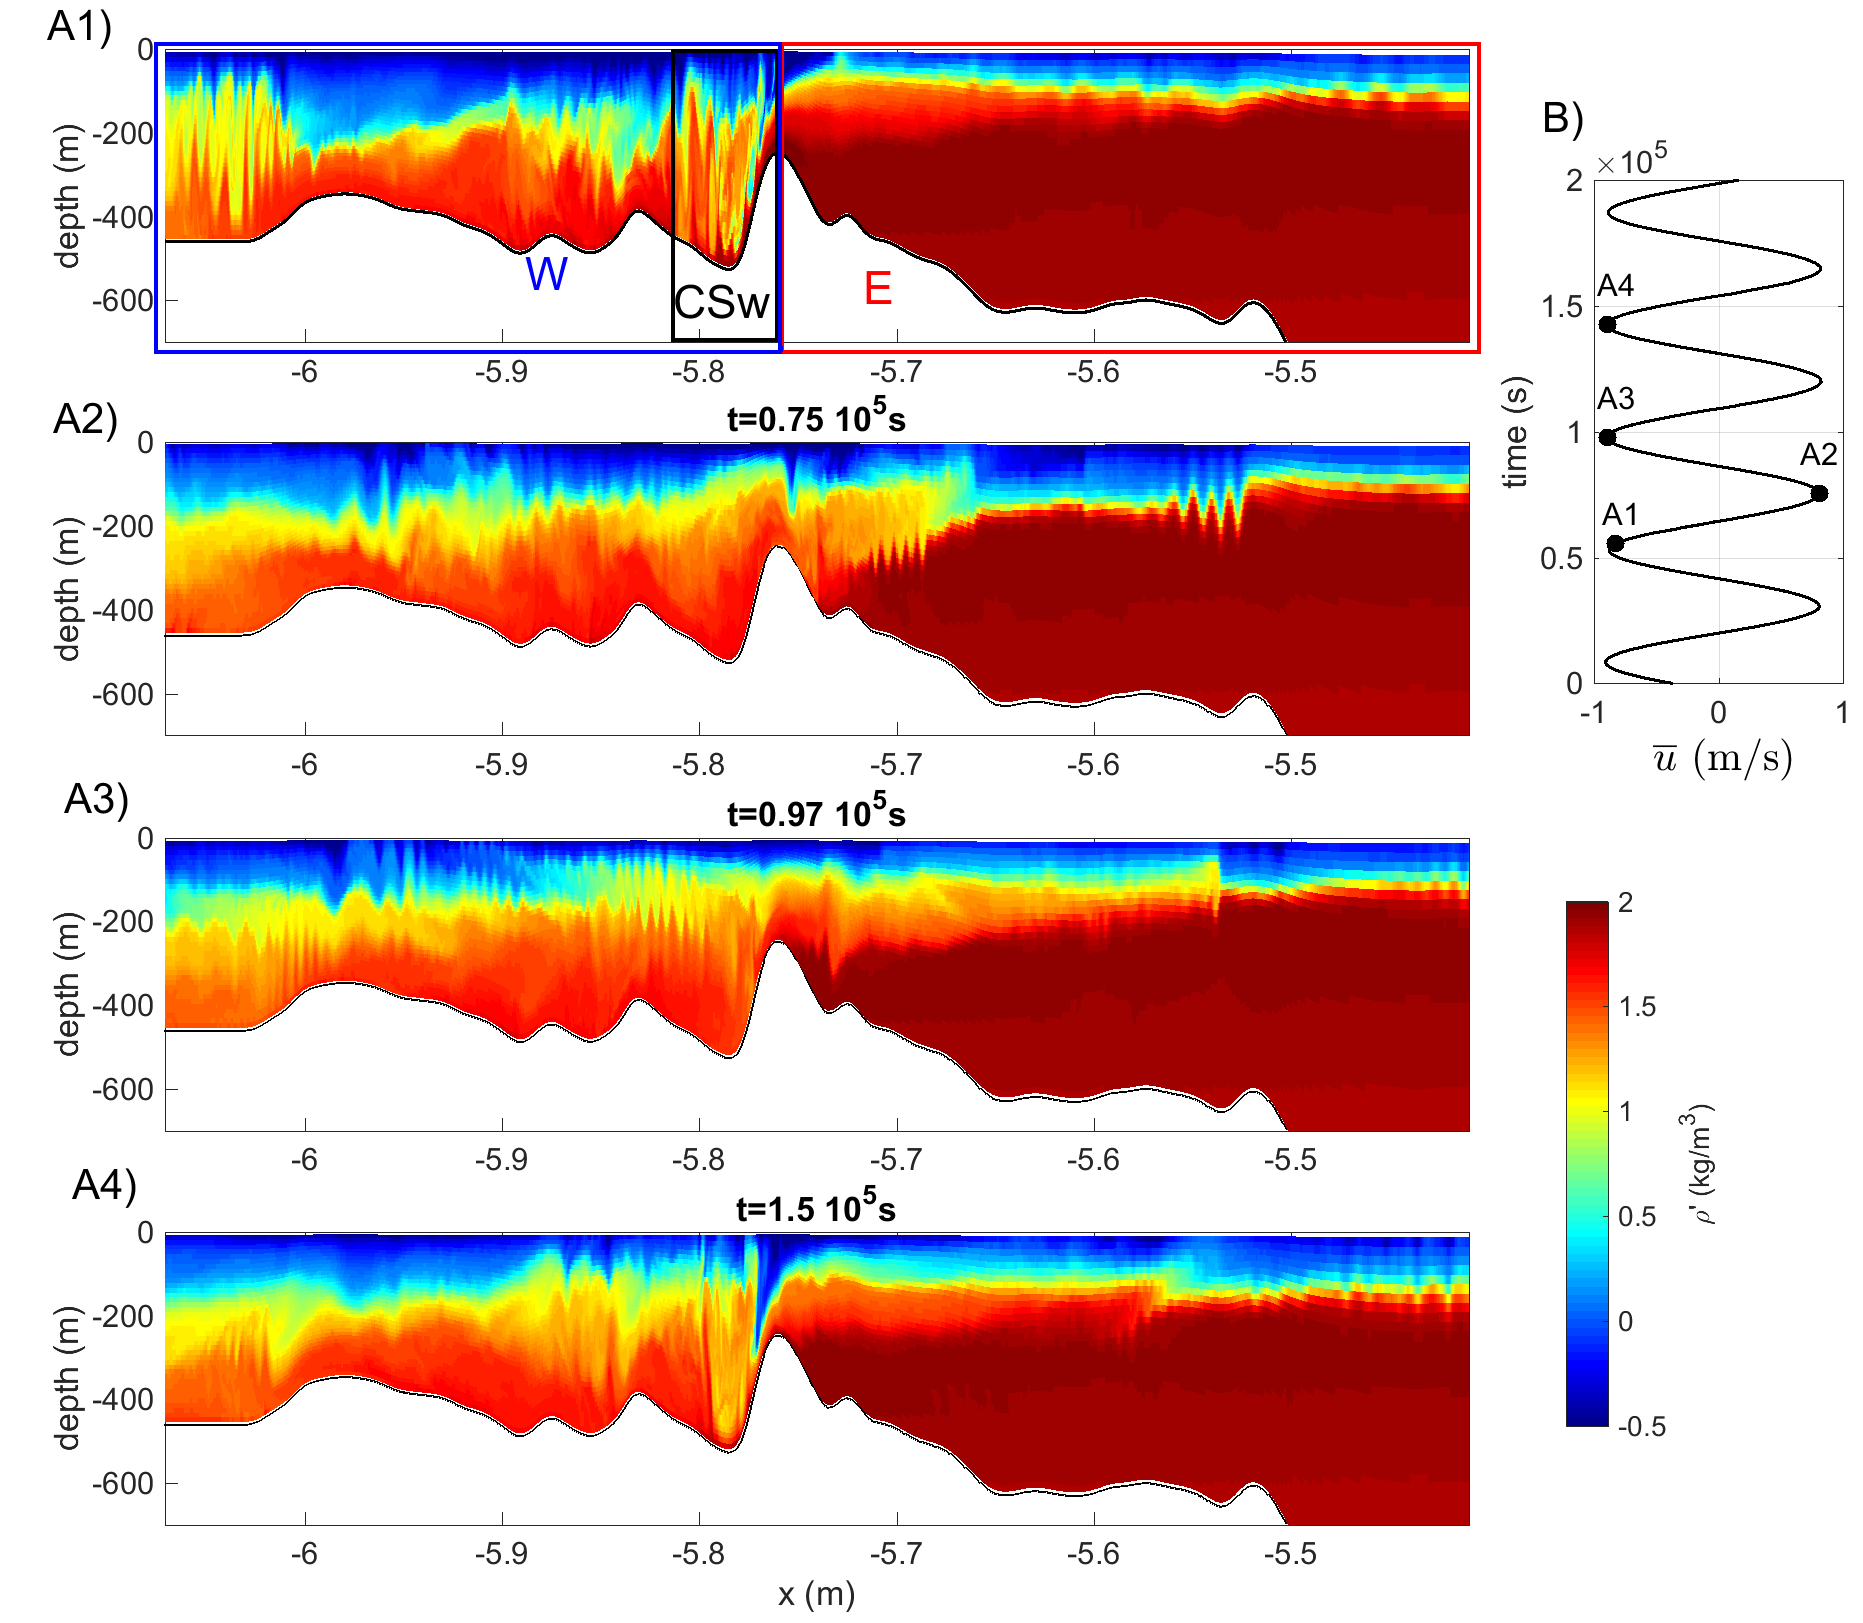 A1)
0
-200
-400
-600
depth (m)
W
CSw
E
-6
-5.9
-5.8
-5.7
-5.6
-5.5
A2)
t=0.75 10^5s
0
-200
-400
-600
depth (m)
-6
-5.9
-5.8
-5.7
-5.6
-5.5
A3)
t=0.97 10^5s
0
-200
-400
-600
depth (m)
-6
-5.9
-5.8
-5.7
-5.6
-5.5
A4)
t=1.5 10^5s
0
-200
-400
-600
depth (m)
-6
-5.9
-5.8
-5.7
-5.6
-5.5
x (m)
B)
×10^5
2
1.5
1
0.5
0
time (s)
A4
A3
A2
A1
-1
0
1
u̅ (m/s)
2
1.5
1
0.5
0
-0.5
ρ' (kg/m^3)